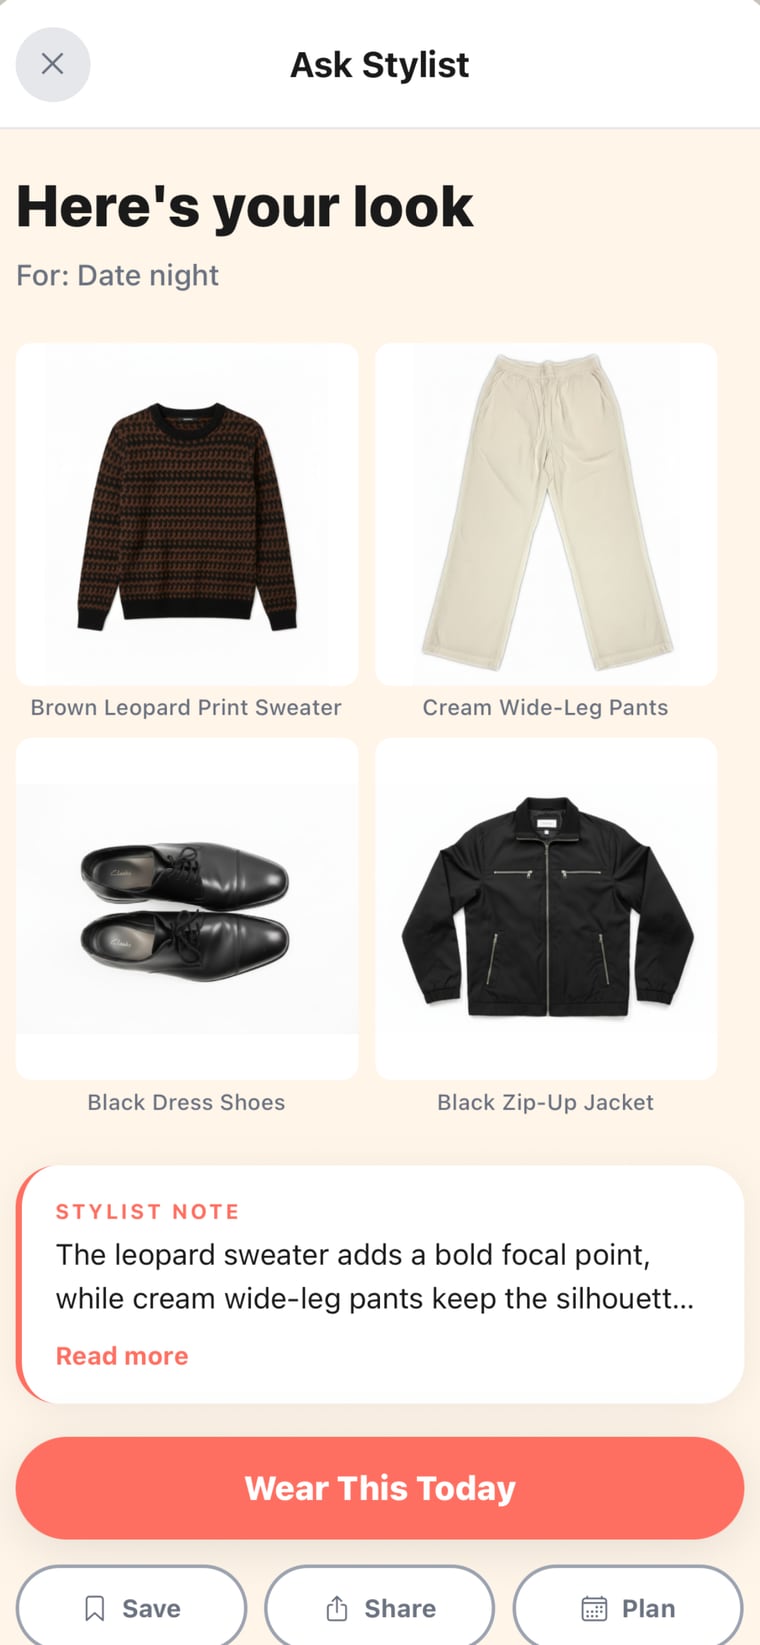 Ask Stylist
Here's your look
For: Date night
Brown Leopard Print Sweater
Cream Wide-Leg Pants
Clarks
Clarks
Black Dress Shoes
Black Zip-Up Jacket
STYLIST NOTE
The leopard sweater adds a bold focal point,
while cream wide-leg pants keep the silhouett...
Read more
Wear This Today
Save
Share
Plan